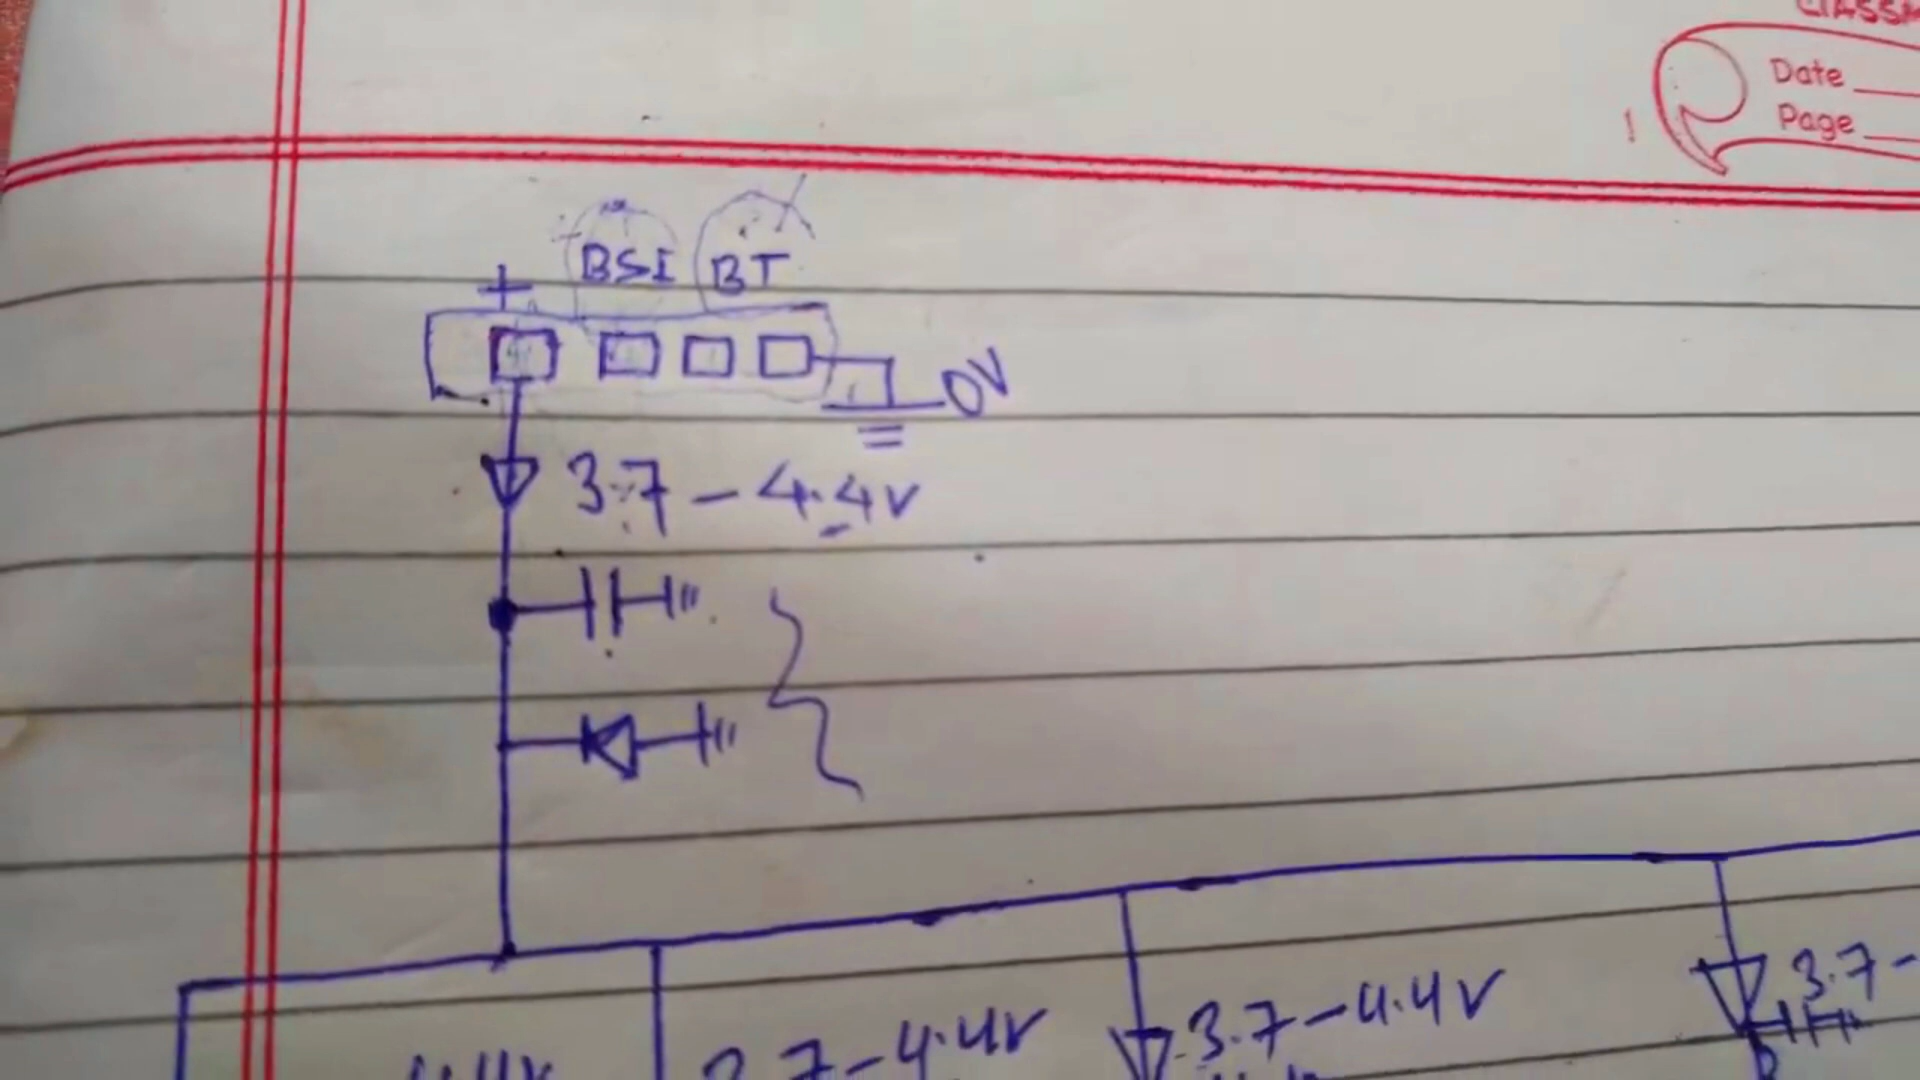 Date
Page
BSI BT
+
0V
3.7 - 4.4v
3.7 -
3.7 - 4.4V
3.7 - 4.4V